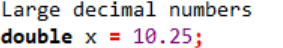 Large decimal numbers
double x = 10.25;